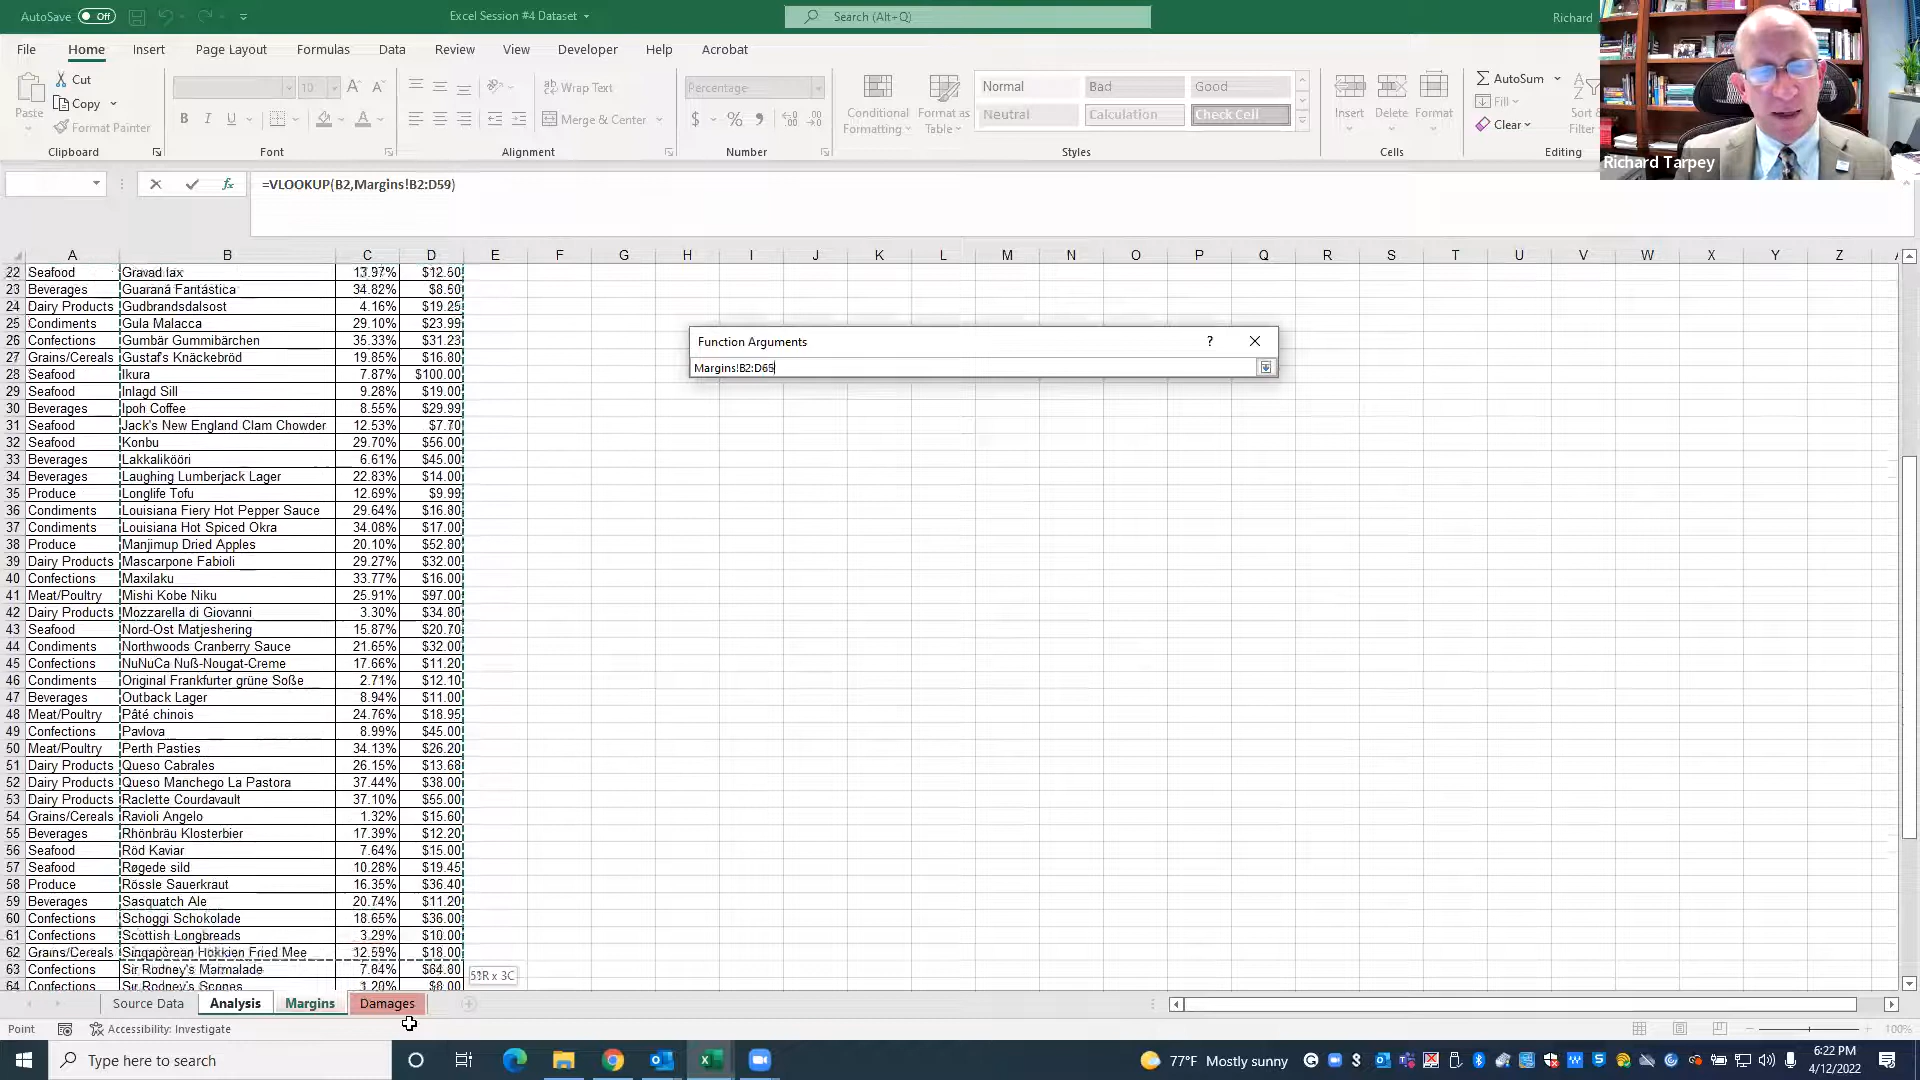 AutoSave Off Excel Session #4 Dataset Search (Alt+Q) Richard
File Home Insert Page Layout Formulas Data Review View Developer Help Acrobat
Paste Cut Copy Format Painter Clipboard
10 A A B I U A Font
ab Wrap Text Merge & Center Alignment
Percentage $ % Number
Conditional Formatting Format as Table Normal Bad Good Neutral Calculation Check Cell Styles
Insert Delete Format Cells
AutoSum Fill Clear Sort Filter Editing
Richard Tarpey
fx =VLOOKUP(B2,Margins!B2:D59)
A B C D E F G H I J K L M N O P Q R S T U V W X Y Z
22 Seafood Gravad lax 13.97% $12.60
23 Beverages Guaraná Fantástica 34.82% $8.50
24 Dairy Products Gudbrandsdalsost 4.16% $19.25
25 Condiments Gula Malacca 29.10% $23.99
26 Confections Gumbär Gummibärchen 35.33% $31.23
27 Grains/Cereals Gustaf's Knäckebröd 19.85% $16.80
28 Seafood Ikura 7.87% $100.00
29 Seafood Inlagd Sill 9.28% $19.00
30 Beverages Ipoh Coffee 8.55% $29.99
31 Seafood Jack's New England Clam Chowder 12.53% $7.70
32 Seafood Konbu 29.70% $56.00
33 Beverages Lakkalikööri 6.61% $45.00
34 Beverages Laughing Lumberjack Lager 22.83% $14.00
35 Produce Longlife Tofu 12.69% $9.99
36 Condiments Louisiana Fiery Hot Pepper Sauce 29.64% $16.80
37 Condiments Louisiana Hot Spiced Okra 34.08% $17.00
38 Produce Manjimup Dried Apples 20.10% $52.80
39 Dairy Products Mascarpone Fabioli 29.27% $32.00
40 Confections Maxilaku 33.77% $16.00
41 Meat/Poultry Mishi Kobe Niku 25.91% $97.00
42 Dairy Products Mozzarella di Giovanni 3.30% $34.80
43 Seafood Nord-Ost Matjeshering 15.87% $20.70
44 Condiments Northwoods Cranberry Sauce 21.65% $32.00
45 Confections NuNuCa Nuß-Nougat-Creme 17.66% $11.20
46 Condiments Original Frankfurter grüne Soße 2.71% $12.10
47 Beverages Outback Lager 8.94% $11.00
48 Meat/Poultry Pâté chinois 24.76% $18.95
49 Confections Pavlova 8.99% $45.00
50 Meat/Poultry Perth Pasties 34.13% $26.20
51 Dairy Products Queso Cabrales 26.15% $13.68
52 Dairy Products Queso Manchego La Pastora 37.44% $38.00
53 Dairy Products Raclette Courdavault 37.10% $55.00
54 Grains/Cereals Ravioli Angelo 1.32% $15.60
55 Beverages Rhönbräu Klosterbier 17.39% $12.20
56 Seafood Röd Kaviar 7.64% $15.00
57 Seafood Røgede sild 10.28% $19.45
58 Produce Rössle Sauerkraut 16.35% $36.40
59 Beverages Sasquatch Ale 20.74% $11.20
60 Confections Schoggi Schokolade 18.65% $36.00
61 Confections Scottish Longbreads 3.29% $10.00
62 Grains/Cereals Singaporean Hokkien Fried Mee 12.59% $18.00
63 Confections Sir Rodney's Marmalade 7.84% $64.80
64 Confections Sir Rodney's Scones 1.20% $8.00
Function Arguments ?
Margins!B2:D65
Source Data Analysis Margins Damages
Point Accessibility: Investigate 100%
Type here to search 77°F Mostly sunny 6:22 PM
4/12/2022